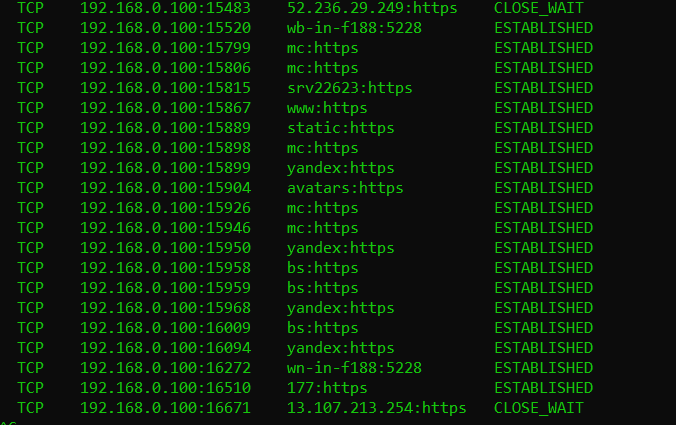 TCP 192.168.0.100:15483 52.236.29.249:https CLOSE_WAIT
TCP 192.168.0.100:15520 wb-in-f188:5228 ESTABLISHED
TCP 192.168.0.100:15799 mc:https ESTABLISHED
TCP 192.168.0.100:15806 mc:https ESTABLISHED
TCP 192.168.0.100:15815 srv22623:https ESTABLISHED
TCP 192.168.0.100:15867 www:https ESTABLISHED
TCP 192.168.0.100:15889 static:https ESTABLISHED
TCP 192.168.0.100:15898 mc:https ESTABLISHED
TCP 192.168.0.100:15899 yandex:https ESTABLISHED
TCP 192.168.0.100:15904 avatars:https ESTABLISHED
TCP 192.168.0.100:15926 mc:https ESTABLISHED
TCP 192.168.0.100:15946 mc:https ESTABLISHED
TCP 192.168.0.100:15950 yandex:https ESTABLISHED
TCP 192.168.0.100:15958 bs:https ESTABLISHED
TCP 192.168.0.100:15959 bs:https ESTABLISHED
TCP 192.168.0.100:15968 yandex:https ESTABLISHED
TCP 192.168.0.100:16009 bs:https ESTABLISHED
TCP 192.168.0.100:16094 yandex:https ESTABLISHED
TCP 192.168.0.100:16272 wn-in-f188:5228 ESTABLISHED
TCP 192.168.0.100:16510 177:https ESTABLISHED
TCP 192.168.0.100:16671 13.107.213.254:https CLOSE_WAIT